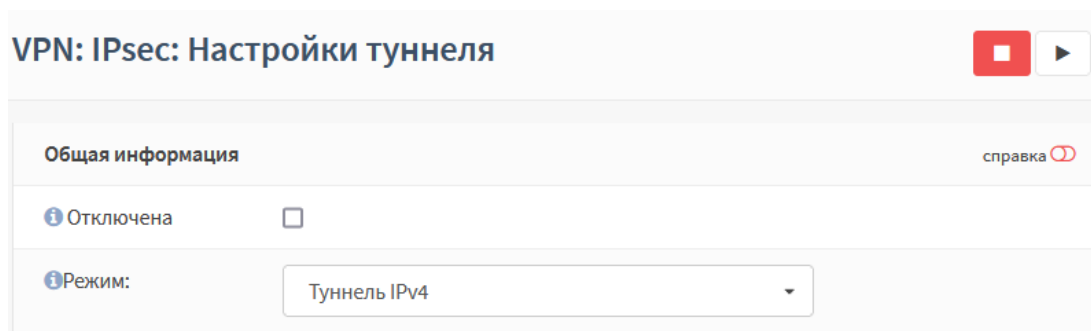 VPN: IPsec: Настройки туннеля
Общая информация
справка
Отключена
Режим:
Туннель IPv4